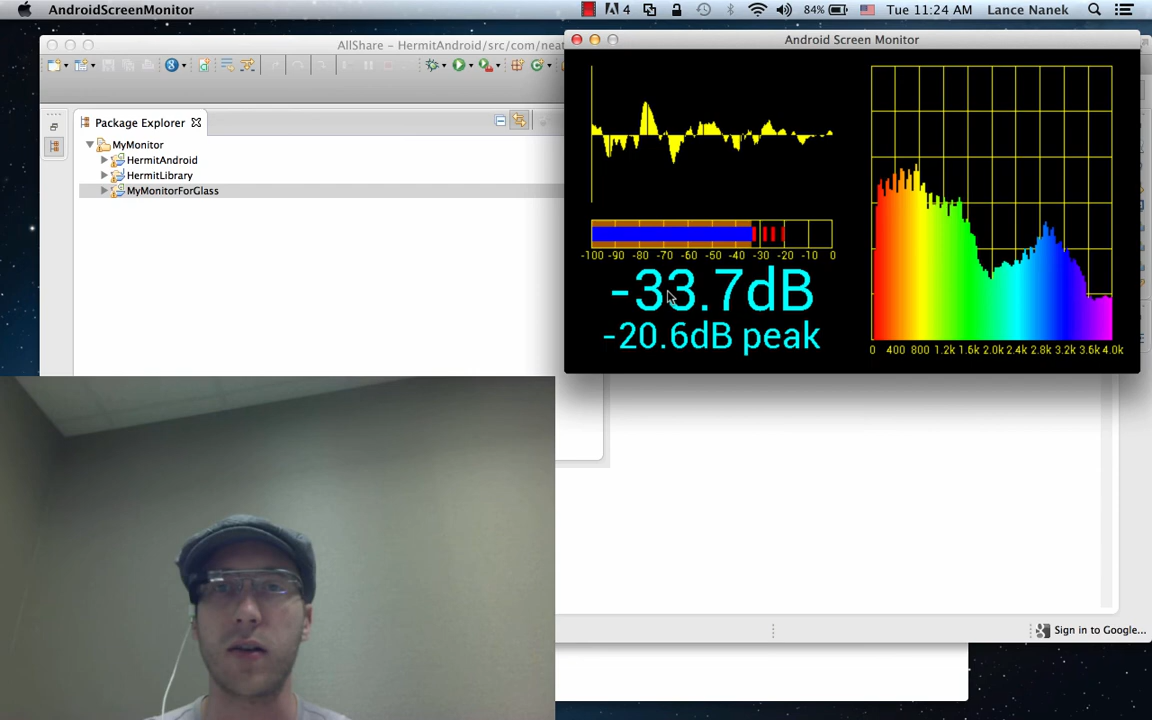 AndroidScreenMonitor
4
84%
Tue 11:24 AM
Lance Nanek
AllShare - HermitAndroid/src/com/neat
Android Screen Monitor
Package Explorer
MyMonitor
HermitAndroid
HermitLibrary
MyMonitorForGlass
-100 -90 -80 -70 -60 -50 -40 -30 -20 -10 0
-33.7dB
-20.6dB peak
0 400 800 1.2k 1.6k 2.0k 2.4k 2.8k 3.2k 3.6k 4.0k
Sign in to Google...